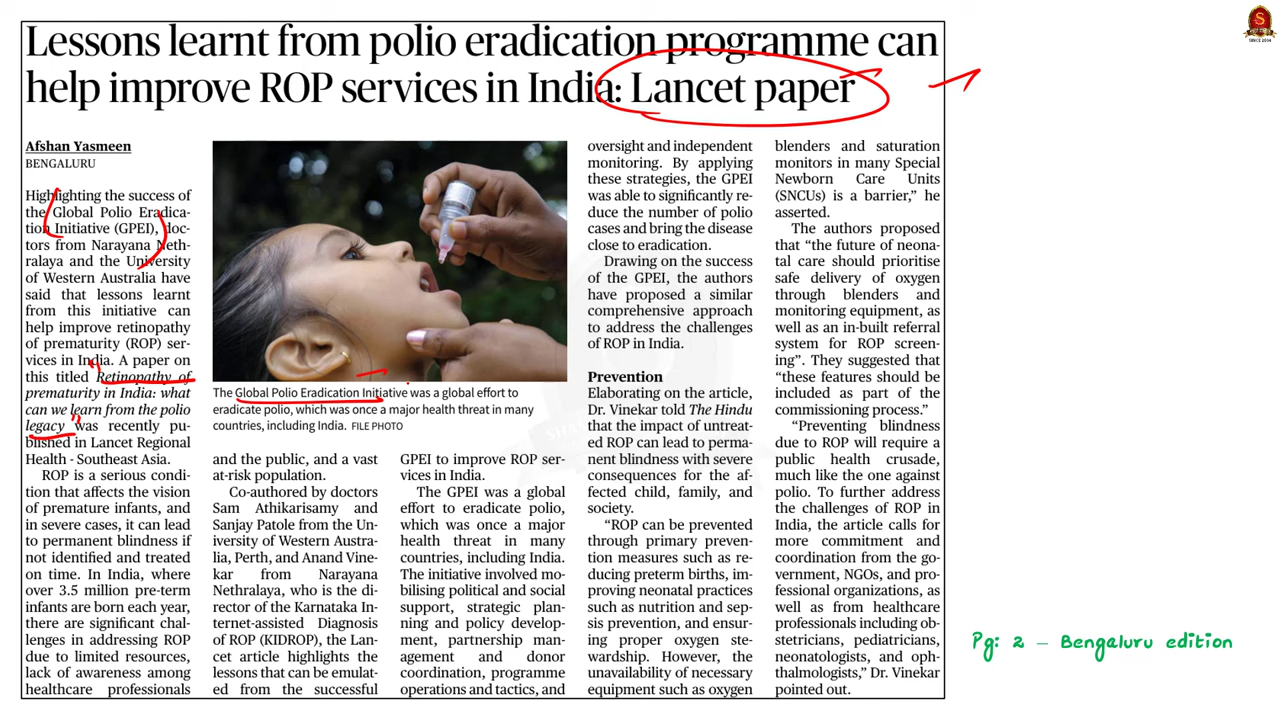 Lessons learnt from polio eradication programme can
help improve ROP services in India: Lancet paper
Afshan Yasmeen
BENGALURU
Highlighting the success of
the Global Polio Eradica-
tion Initiative (GPEI), doc-
tors from Narayana Neth-
ralaya and the University
of Western Australia have
said that lessons learnt
from this initiative can
help improve retinopathy
of prematurity (ROP) ser-
vices in India. A paper on
this titled Retinopathy of
prematurity in India: what
can we learn from the polio
legacy was recently pu-
blished in Lancet Regional
Health - Southeast Asia.
ROP is a serious condi-
tion that affects the vision
of premature infants, and
in severe cases, it can lead
to permanent blindness if
not identified and treated
on time. In India, where
over 3.5 million pre-term
infants are born each year,
there are significant chal-
lenges in addressing ROP
due to limited resources,
lack of awareness among
healthcare professionals
The Global Polio Eradication Initiative was a global effort to
eradicate polio, which was once a major health threat in many
countries, including India. FILE PHOTO
and the public, and a vast
at-risk population.
Co-authored by doctors
Sam Athikarisamy and
Sanjay Patole from the Un-
iversity of Western Austra-
lia, Perth, and Anand Vine-
kar from Narayana
Nethralaya, who is the di-
rector of the Karnataka In-
ternet-assisted Diagnosis
of ROP (KIDROP), the Lan-
cet article highlights the
lessons that can be emulat-
ed from the successful
GPEI to improve ROP ser-
vices in India.
The GPEI was a global
effort to eradicate polio,
which was once a major
health threat in many
countries, including India.
The initiative involved mo-
bilising political and social
support, strategic plan-
ning and policy develop-
ment, partnership man-
agement and donor
coordination, programme
operations and tactics, and
oversight and independent
monitoring. By applying
these strategies, the GPEI
was able to significantly re-
duce the number of polio
cases and bring the disease
close to eradication.
Drawing on the success
of the GPEI, the authors
have proposed a similar
comprehensive approach
to address the challenges
of ROP in India.
Prevention
Elaborating on the article,
Dr. Vinekar told The Hindu
that the impact of untreat-
ed ROP can lead to perma-
nent blindness with severe
consequences for the af-
fected child, family, and
society.
“ROP can be prevented
through primary preven-
tion measures such as re-
ducing preterm births, im-
proving neonatal practices
such as nutrition and sep-
sis prevention, and ensur-
ing proper oxygen ste-
wardship. However, the
unavailability of necessary
equipment such as oxygen
blenders and saturation
monitors in many Special
Newborn Care Units
(SNCUs) is a barrier,” he
asserted.
The authors proposed
that “the future of neona-
tal care should prioritise
safe delivery of oxygen
through blenders and
monitoring equipment, as
well as an in-built referral
system for ROP screen-
ing”. They suggested that
“these features should be
included as part of the
commissioning process.”
“Preventing blindness
due to ROP will require a
public health crusade,
much like the one against
polio. To further address
the challenges of ROP in
India, the article calls for
more commitment and
coordination from the go-
vernment, NGOs, and pro-
fessional organizations, as
well as from healthcare
professionals including ob-
stetricians, pediatricians,
neonatologists, and oph-
thalmologists,” Dr. Vinekar
pointed out.
Pg: 2 – Bengaluru edition
S
SINCE 2004